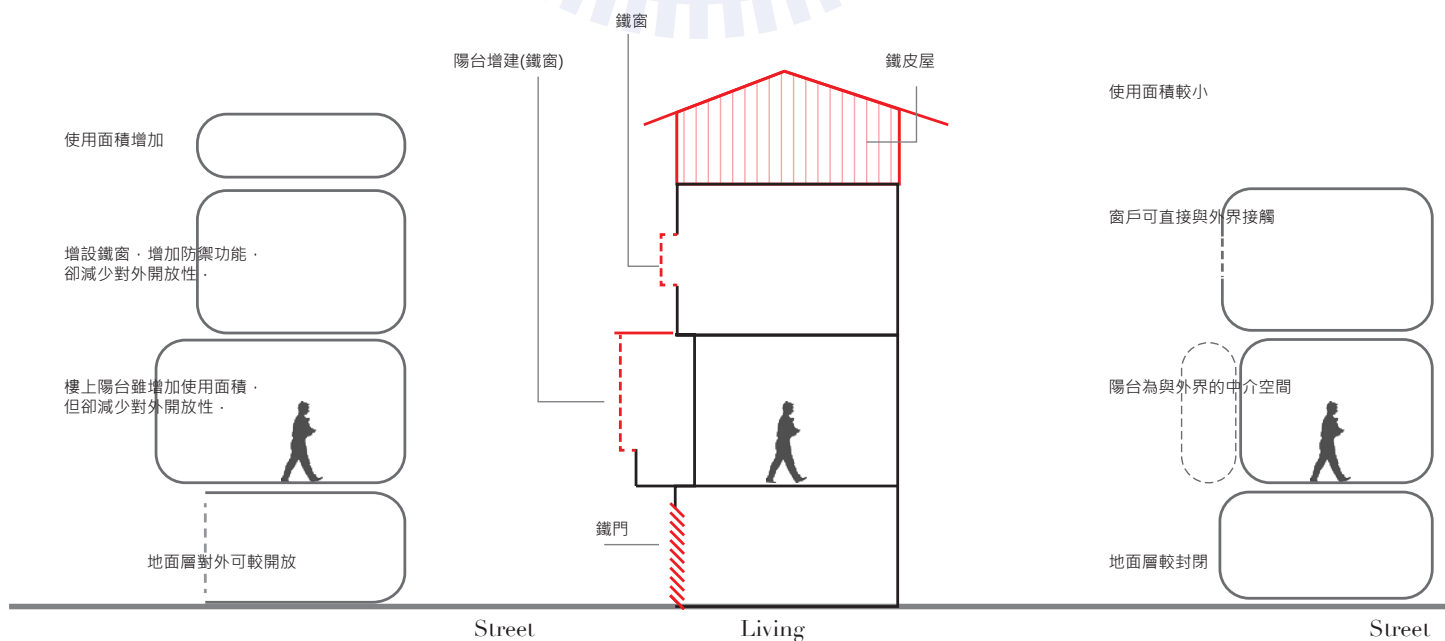 鐵窗
陽台增建(鐵窗)
鐵皮屋
使用面積較小
使用面積增加
窗戶可直接與外界接觸
增設鐵窗．增加防禦功能．
卻減少對外開放性．
樓上陽台雖增加使用面積．
但卻減少對外開放性．
陽台為與外界的中介空間
鐵門
地面層對外可較開放
地面層較封閉
Street
Living
Street